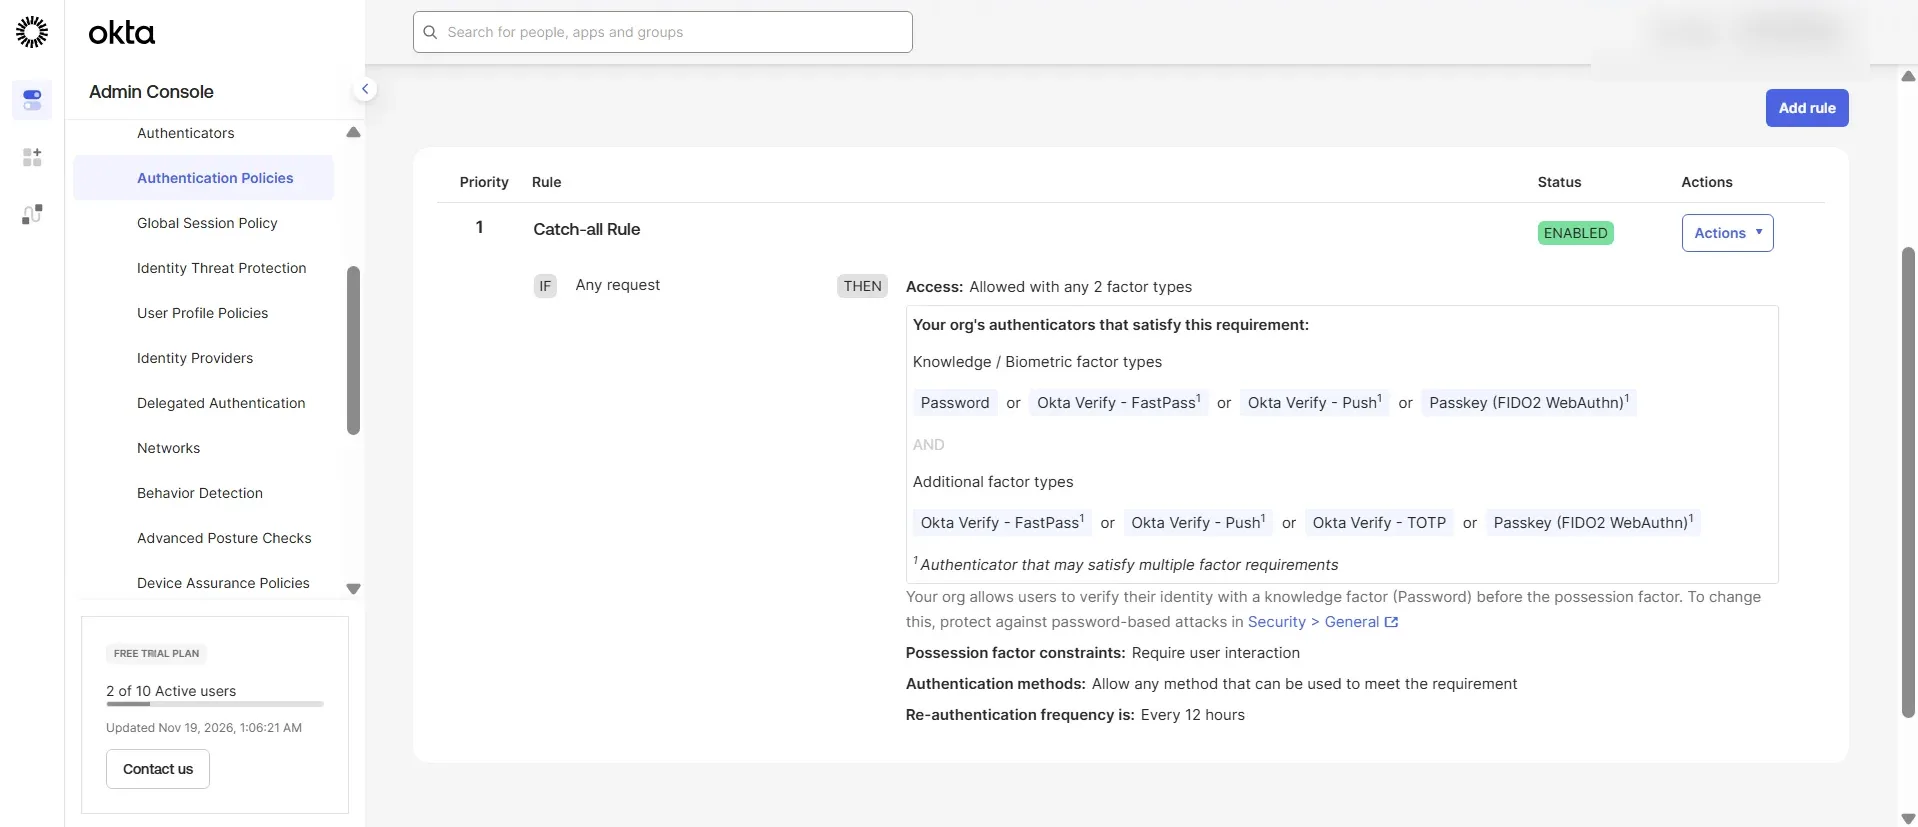 okta
Search for people, apps and groups
Admin Console
Authenticators
Authentication Policies
Global Session Policy
Identity Threat Protection
User Profile Policies
Identity Providers
Delegated Authentication
Networks
Behavior Detection
Advanced Posture Checks
Device Assurance Policies
FREE TRIAL PLAN
2 of 10 Active users
Updated Nov 19, 2026, 1:06:21 AM
Contact us
Add rule
Priority Rule Status Actions
1 Catch-all Rule ENABLED Actions
IF Any request THEN Access: Allowed with any 2 factor types
Your org's authenticators that satisfy this requirement:
Knowledge / Biometric factor types
Password or Okta Verify - FastPass¹ or Okta Verify - Push¹ or Passkey (FIDO2 WebAuthn)¹
AND
Additional factor types
Okta Verify - FastPass¹ or Okta Verify - Push¹ or Okta Verify - TOTP or Passkey (FIDO2 WebAuthn)¹
¹ Authenticator that may satisfy multiple factor requirements
Your org allows users to verify their identity with a knowledge factor (Password) before the possession factor. To change
this, protect against password-based attacks in Security > General
Possession factor constraints: Require user interaction
Authentication methods: Allow any method that can be used to meet the requirement
Re-authentication frequency is: Every 12 hours